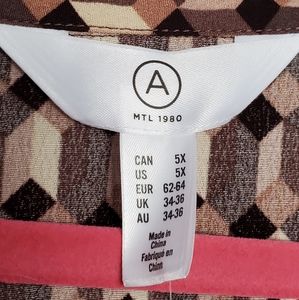 A
MTL 1980
CAN 5X
US 5X
EUR 62-64
UK 34-36
AU 34-36
Made in
China
Fabriqué en
Chine